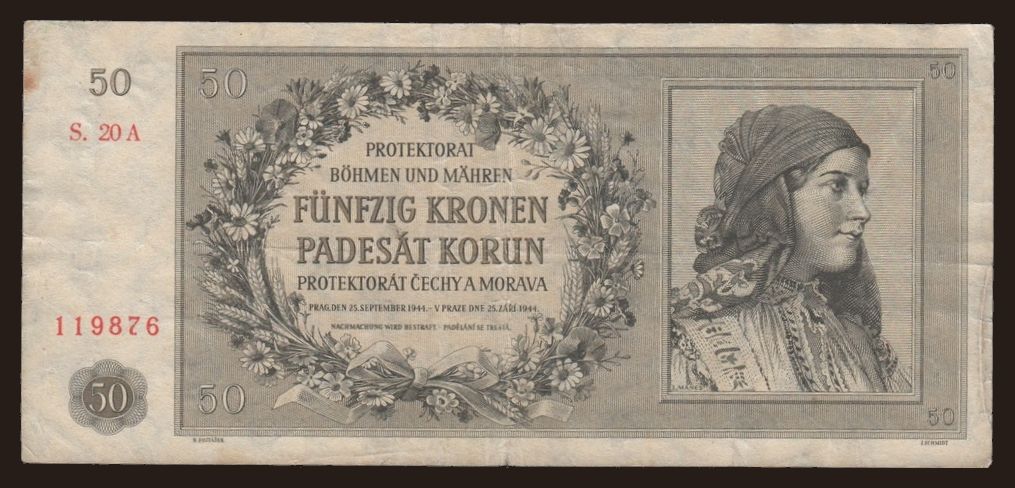 50
S. 20 A
119876
50
50
50
PROTEKTORAT
BÖHMEN UND MÄHREN
FÜNFZIG KRONEN
PADESÁT KORUN
PROTEKTORÁT ČECHY A MORAVA
PRAG, DEN 25. SEPTEMBER 1944. - V PRAZE DNE 25. ZÁŘÍ 1944.
NACHMACHUNG WIRD BESTRAFT. PADĚLÁNÍ SE TRESTÁ.
50
50
J. SCHMIDT